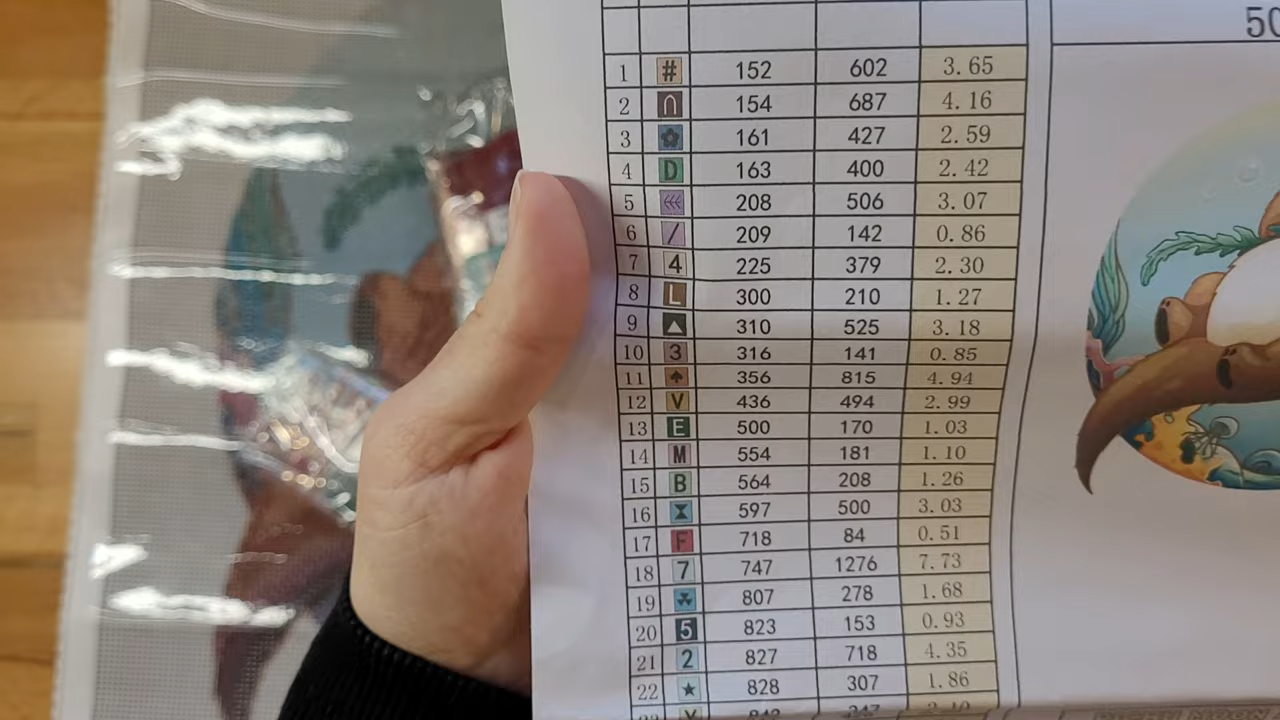 50
1 # 152 602 3.65
2 ∩ 154 687 4.16
3 161 427 2.59
4 D 163 400 2.42
5 208 506 3.07
6 / 209 142 0.86
7 4 225 379 2.30
8 L 300 210 1.27
9 ▲ 310 525 3.18
10 3 316 141 0.85
11 ♠ 356 815 4.94
12 V 436 494 2.99
13 E 500 170 1.03
14 M 554 181 1.10
15 B 564 208 1.26
16 ⧗ 597 500 3.03
17 F 718 84 0.51
18 7 747 1276 7.73
19 ☘ 807 278 1.68
20 5 823 153 0.93
21 2 827 718 4.35
22 ★ 828 307 1.86